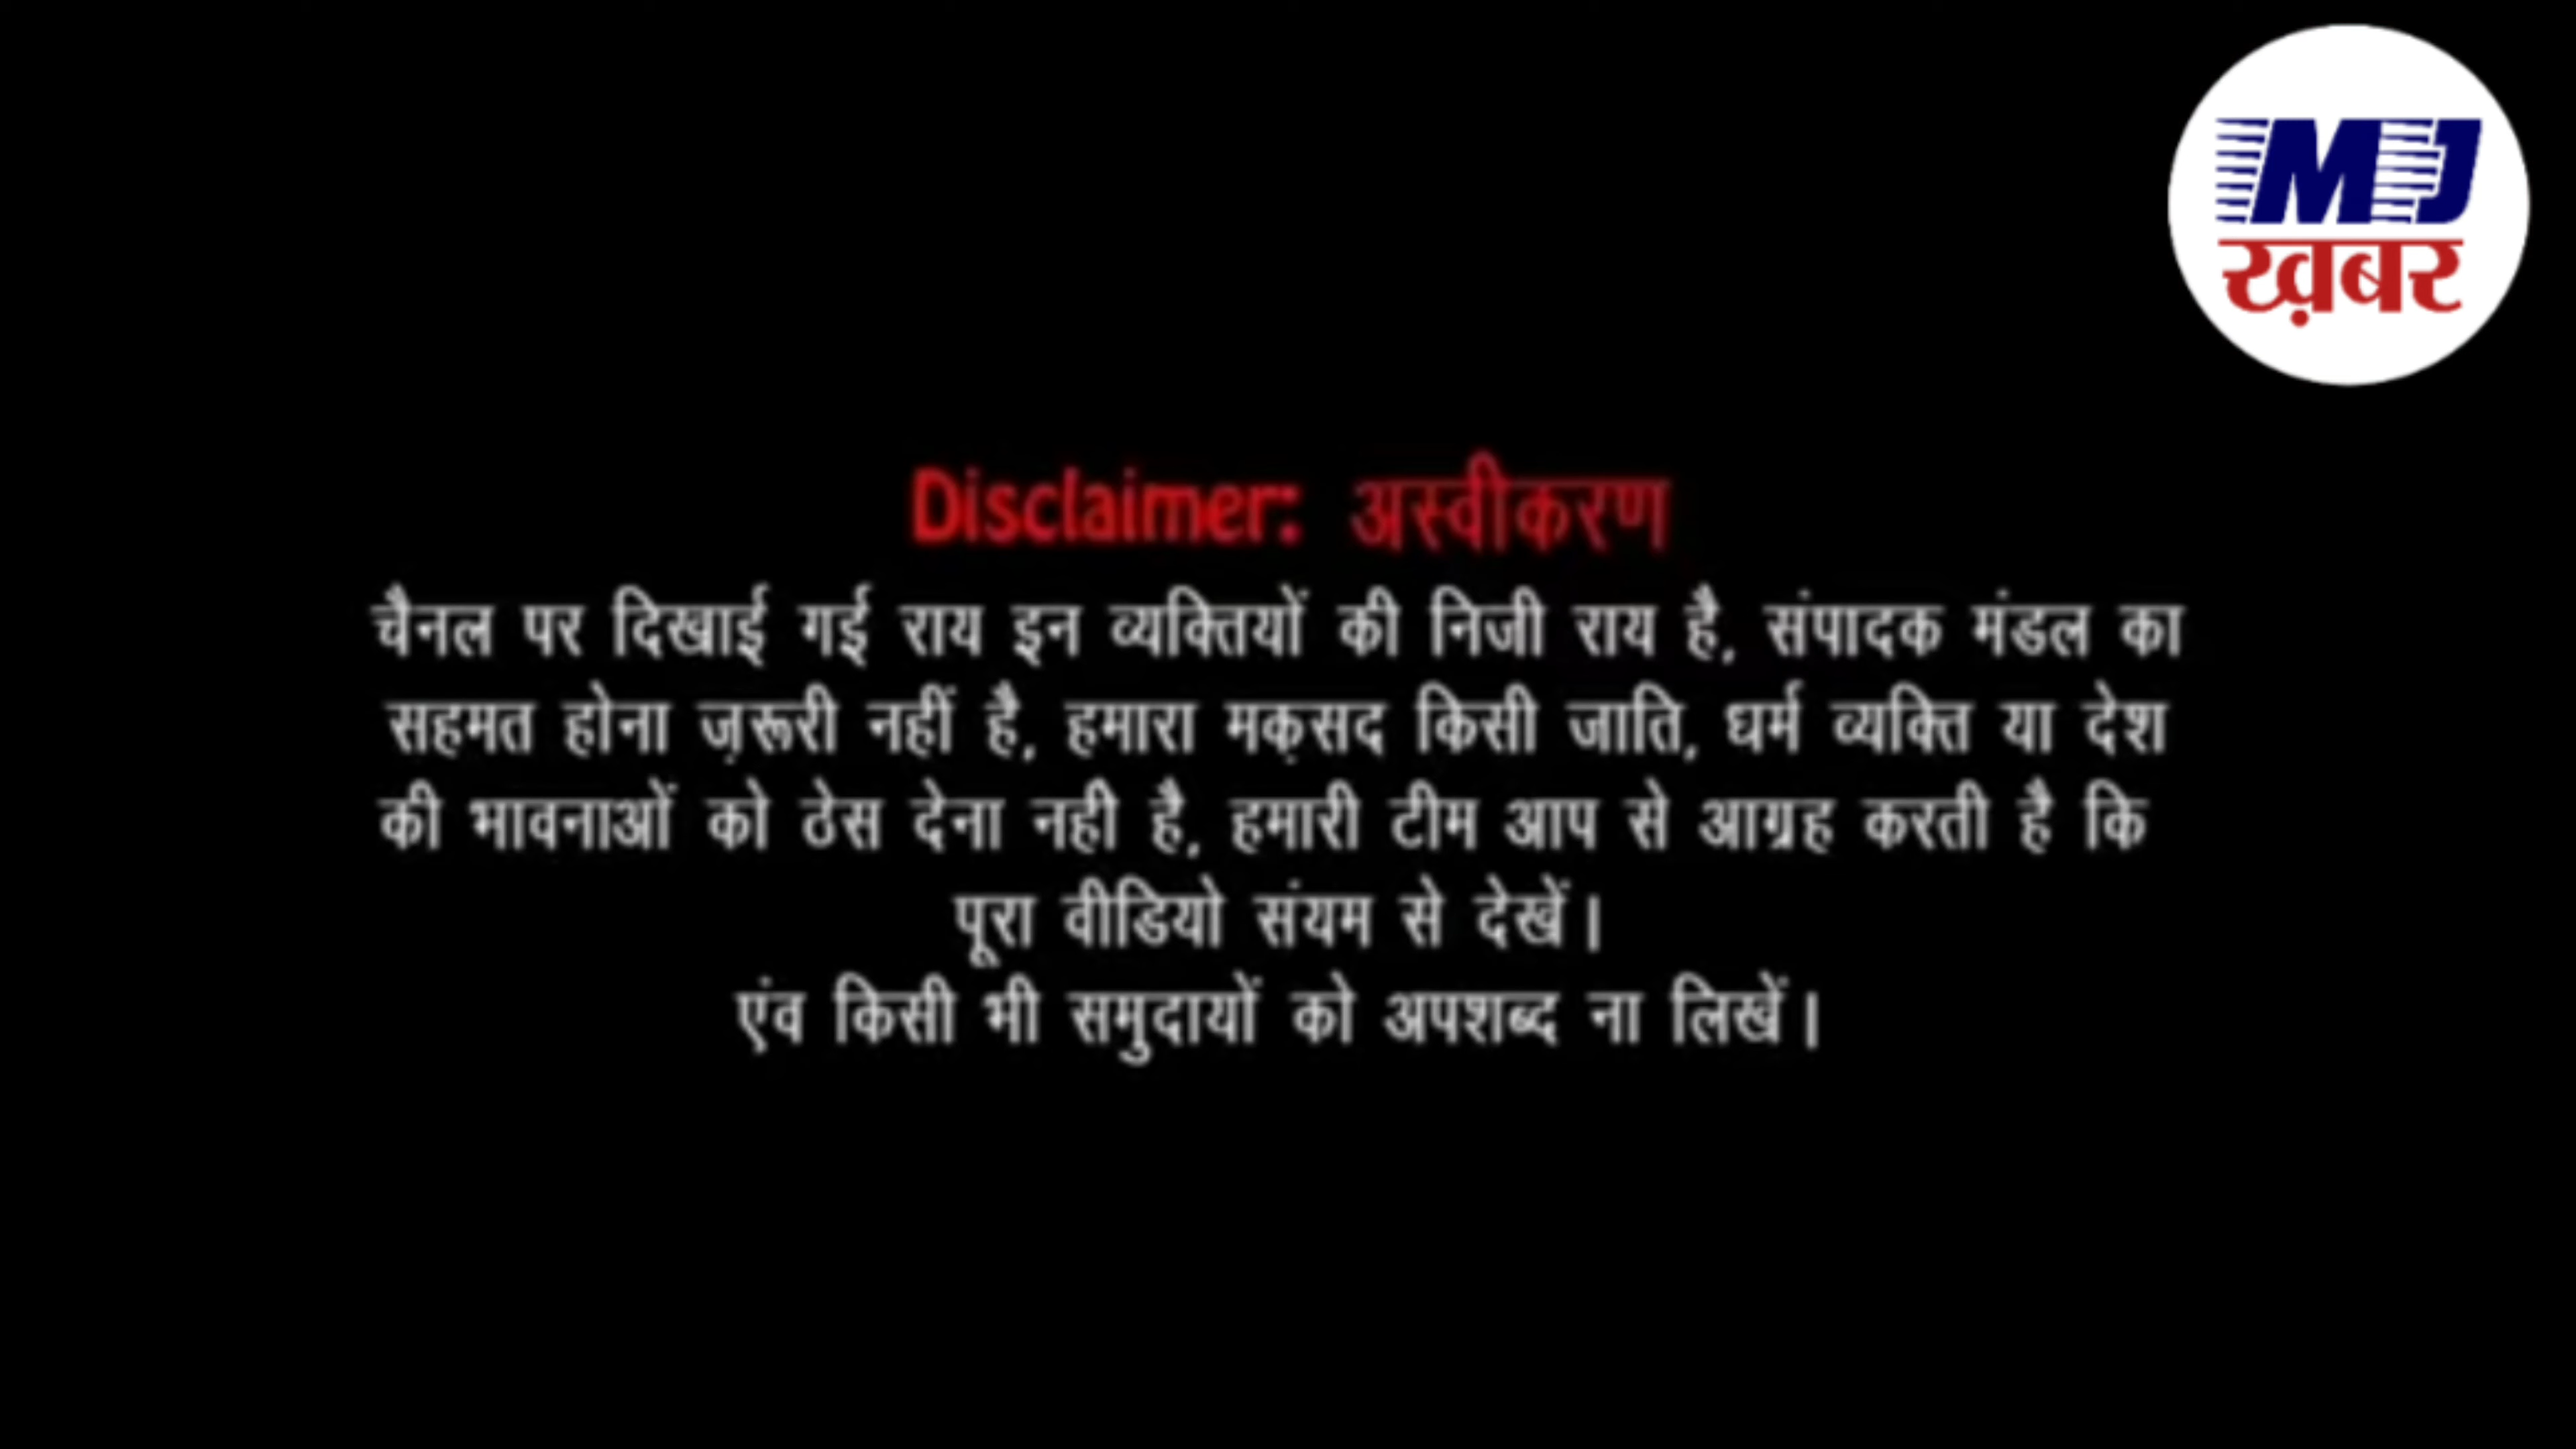 MJ
ख़बर
Disclaimer: अस्वीकरण
चैनल पर दिखाई गई राय इन व्यक्तियों की निजी राय है, संपादक मंडल का
सहमत होना ज़रूरी नहीं है, हमारा मक़सद किसी जाति, धर्म व्यक्ति या देश
की भावनाओं को ठेस देना नही है, हमारी टीम आप से आग्रह करती है कि
पूरा वीडियो संयम से देखें।
एंव किसी भी समुदायों को अपशब्द ना लिखें।